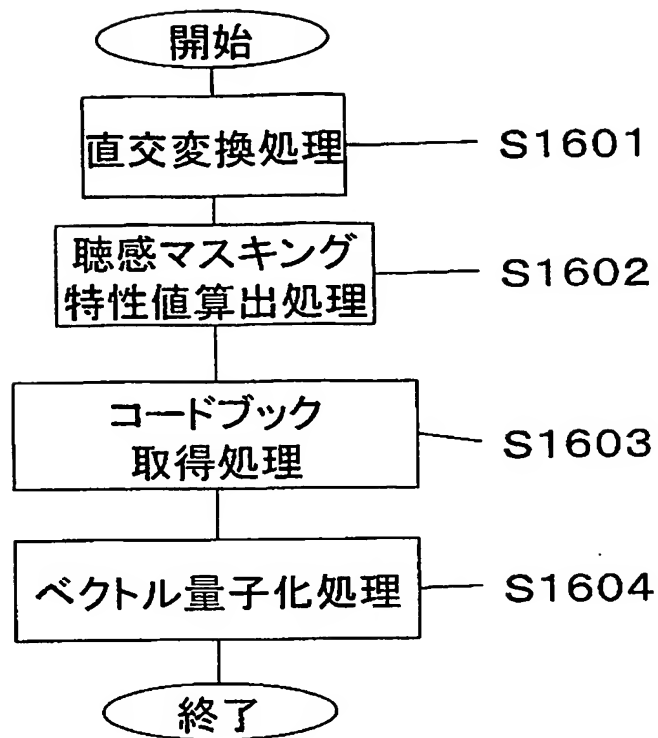 開始
直交変換処理
S1601
聴感マスキング
特性値算出処理
S1602
コードブック
取得処理
S1603
ベクトル量子化処理
S1604
終了